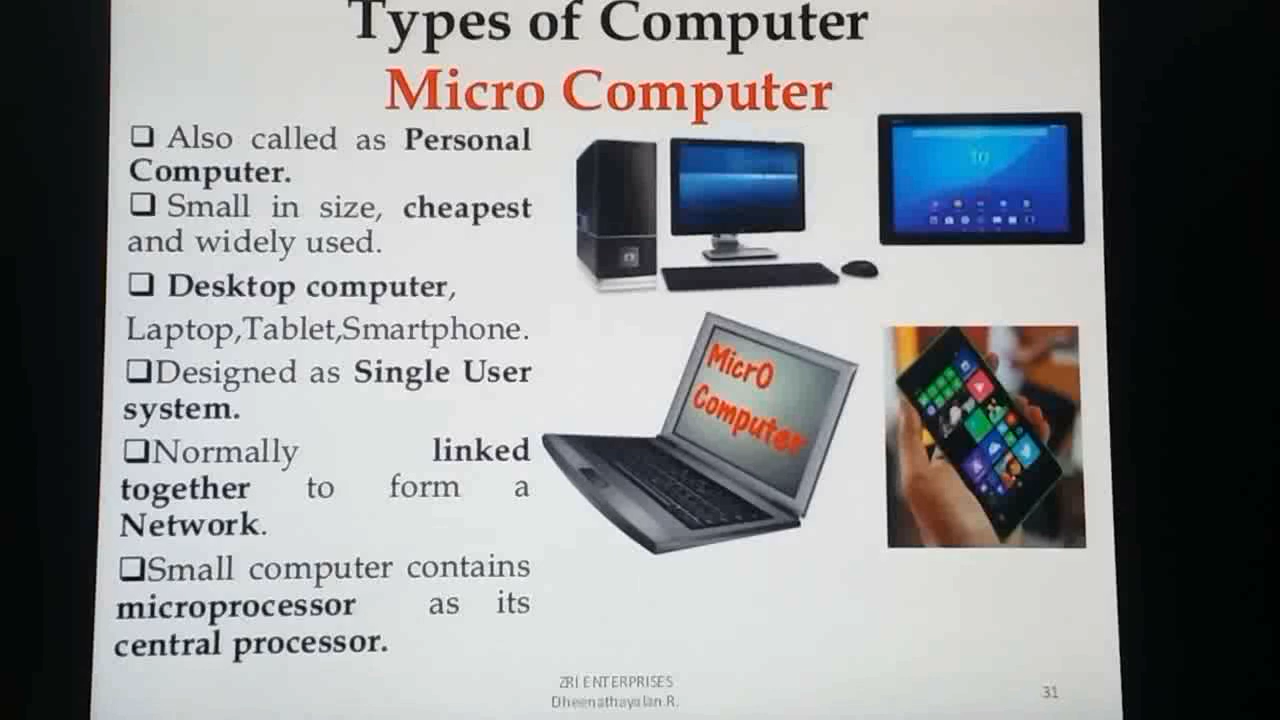 Types of Computer
Micro Computer
❑ Also called as Personal
Computer.
❑ Small in size, cheapest
and widely used.
❑ Desktop computer,
Laptop,Tablet,Smartphone.
❑Designed as Single User
system.
❑Normally linked
together to form a
Network.
❑Small computer contains
microprocessor as its
central processor.
MicrO
Computer
ZRI ENTERPRISES
Dheenathayalan.R.
31